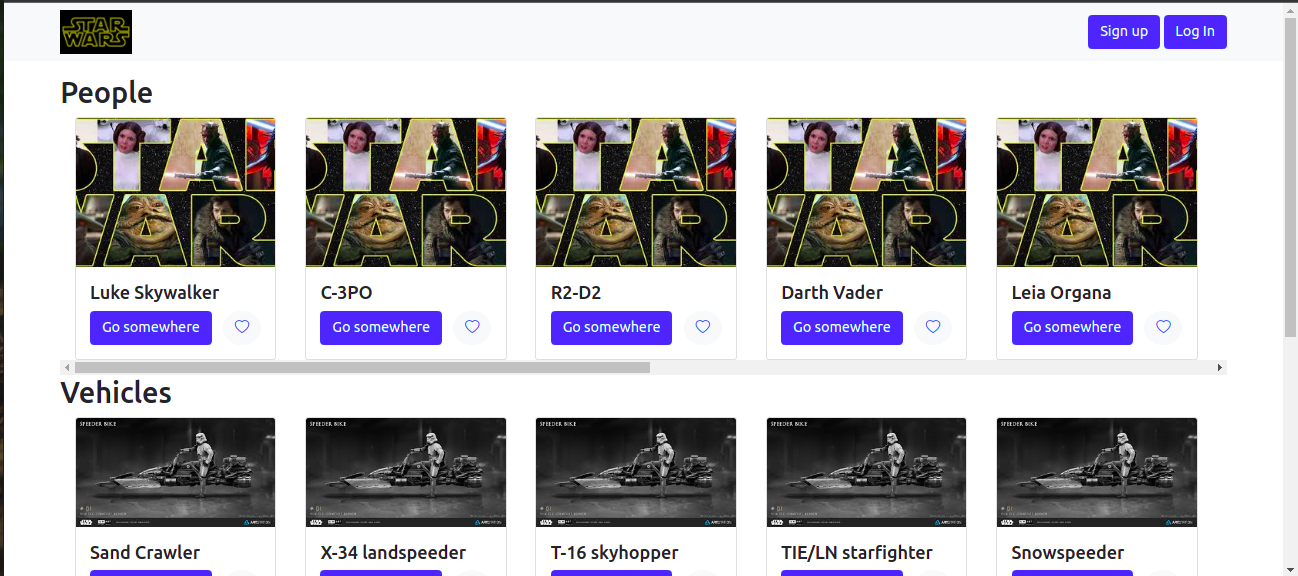 STAR
WARS
Sign up Log In
People
Luke Skywalker C-3PO R2-D2 Darth Vader Leia Organa
Go somewhere Go somewhere Go somewhere Go somewhere Go somewhere
Vehicles
SPEEDER BIKE SPEEDER BIKE SPEEDER BIKE SPEEDER BIKE SPEEDER BIKE
Sand Crawler X-34 landspeeder T-16 skyhopper TIE/LN starfighter Snowspeeder